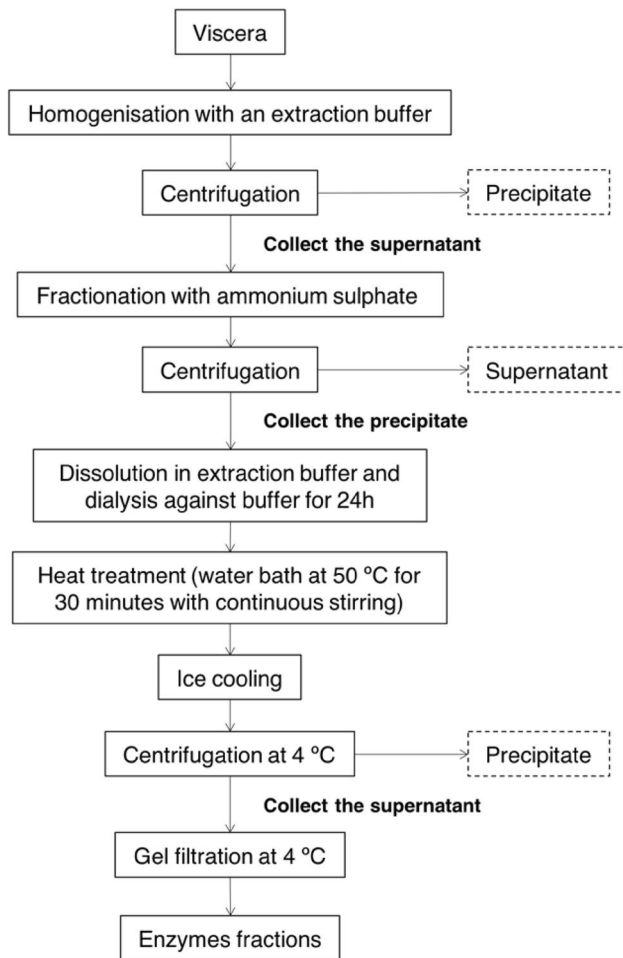 Viscera
Homogenisation with an extraction buffer
Centrifugation
Precipitate
Collect the supernatant
Fractionation with ammonium sulphate
Centrifugation
Supernatant
Collect the precipitate
Dissolution in extraction buffer and
dialysis against buffer for 24h
Heat treatment (water bath at 50 ºC for
30 minutes with continuous stirring)
Ice cooling
Centrifugation at 4 ºC
Precipitate
Collect the supernatant
Gel filtration at 4 ºC
Enzymes fractions